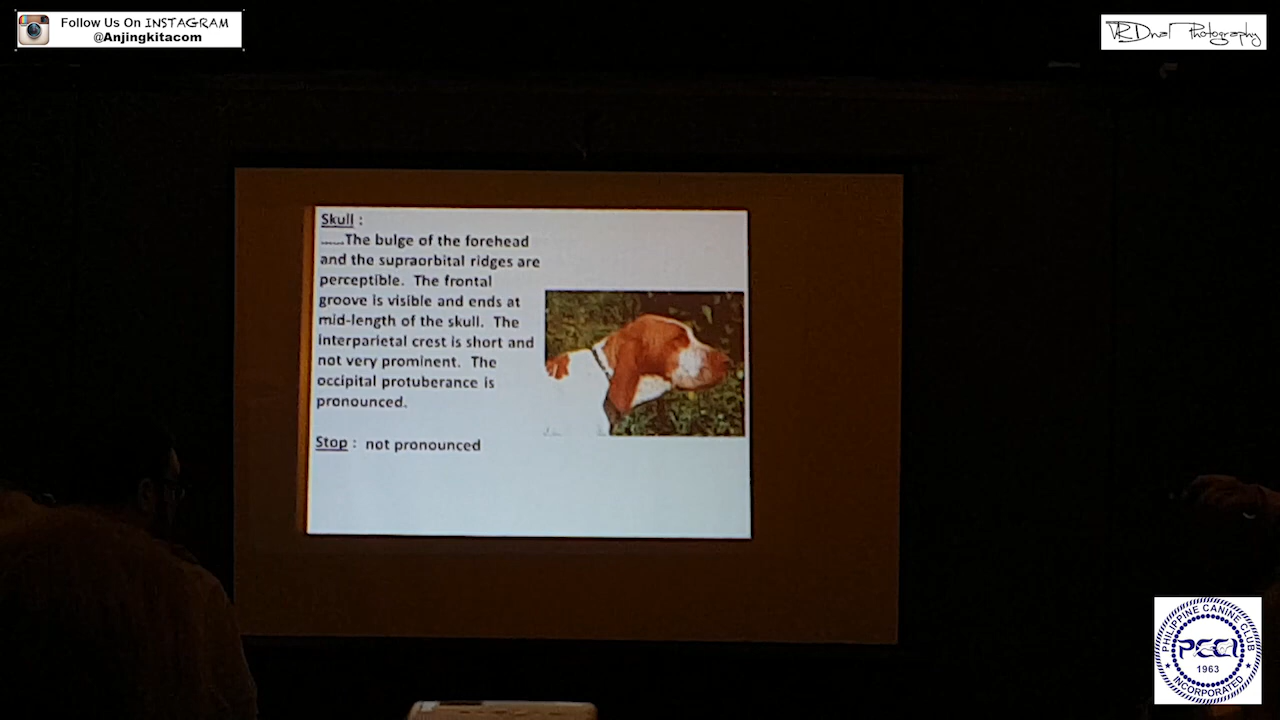 Follow Us On INSTAGRAM
@Anjingkitacom
VRDwal Photography
Skull :
......The bulge of the forehead
and the supraorbital ridges are
perceptible. The frontal
groove is visible and ends at
mid-length of the skull. The
interparietal crest is short and
not very prominent. The
occipital protuberance is
pronounced.
Stop : not pronounced
PHILIPPINE CANINE CLUB
PCCI
1963
INCORPORATED